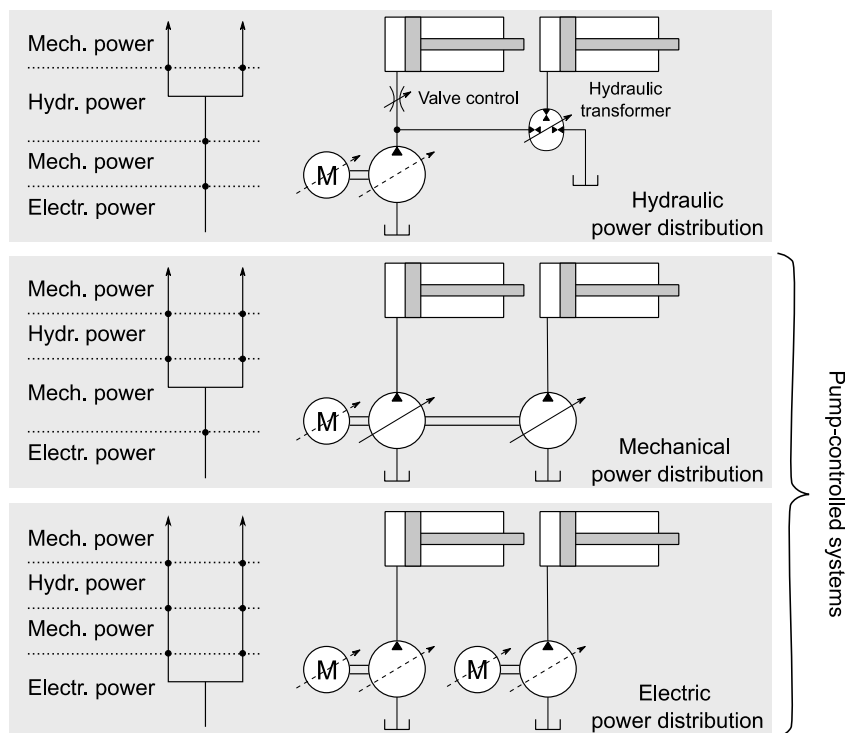 Mech. power
Hydr. power
Mech. power
Electr. power
Valve control
Hydraulic
transformer
M
Hydraulic
power distribution
Mech. power
Hydr. power
Mech. power
Electr. power
M
Mechanical
power distribution
Mech. power
Hydr. power
Mech. power
Electr. power
M
M
Electric
power distribution
Pump-controlled systems